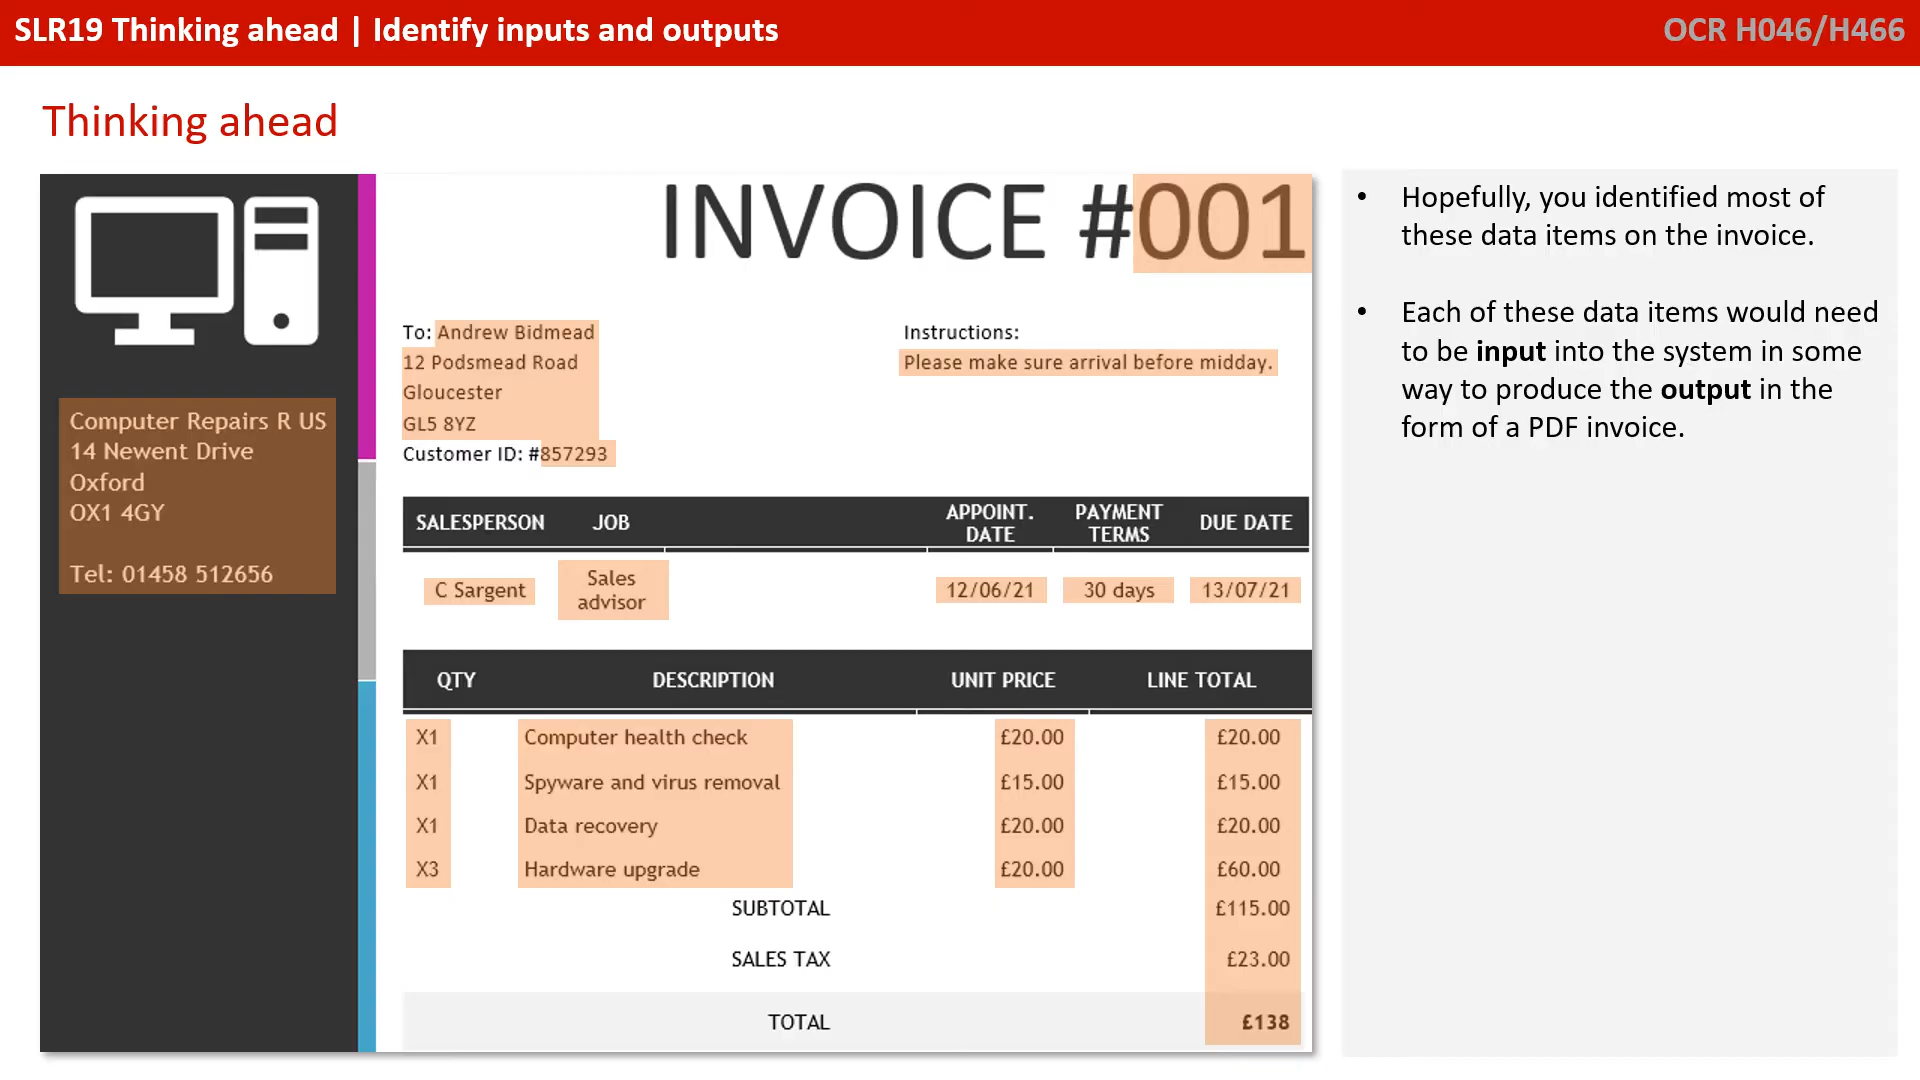 SLR19 Thinking ahead | Identify inputs and outputs
OCR H046/H466
Thinking ahead
Computer Repairs R US
14 Newent Drive
Oxford
OX1 4GY
Tel: 01458 512656
INVOICE #001
To: Andrew Bidmead
12 Podsmead Road
Gloucester
GL5 8YZ
Customer ID: #857293
Instructions:
Please make sure arrival before midday.
SALESPERSON JOB APPOINT. DATE PAYMENT TERMS DUE DATE
C Sargent Sales advisor 12/06/21 30 days 13/07/21
QTY DESCRIPTION UNIT PRICE LINE TOTAL
X1 Computer health check £20.00 £20.00
X1 Spyware and virus removal £15.00 £15.00
X1 Data recovery £20.00 £20.00
X3 Hardware upgrade £20.00 £60.00
SUBTOTAL £115.00
SALES TAX £23.00
TOTAL £138
• Hopefully, you identified most of
these data items on the invoice.
• Each of these data items would need
to be input into the system in some
way to produce the output in the
form of a PDF invoice.